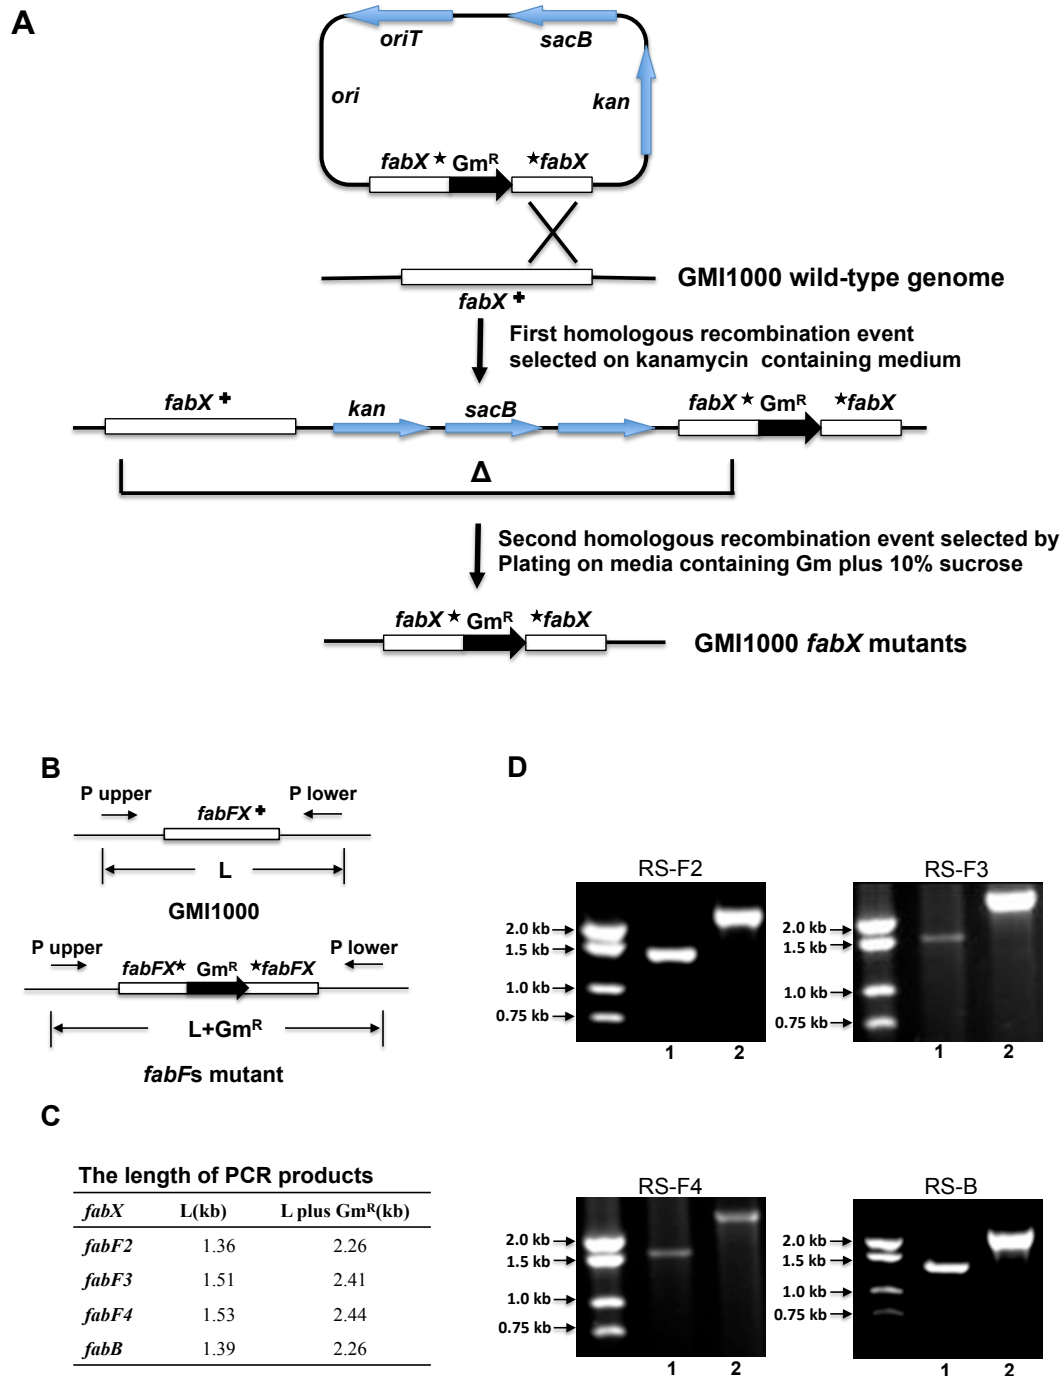 A
oriT
sacB
ori
kan
fabX ★ Gmᴿ ★fabX
GMI1000 wild-type genome
fabX ✚
First homologous recombination event
selected on kanamycin containing medium
fabX ✚
kan
sacB
fabX ★ Gmᴿ ★fabX
Δ
Second homologous recombination event selected by
Plating on media containing Gm plus 10% sucrose
fabX ★ Gmᴿ ★fabX
GMI1000 fabX mutants
B
P upper
fabFX ✚
P lower
L
GMI1000
P upper
fabFX★ Gmᴿ ★fabFX
P lower
L+Gmᴿ
fabFs mutant
C
The length of PCR products
fabX L(kb) L plus Gmᴿ(kb)
fabF2 1.36 2.26
fabF3 1.51 2.41
fabF4 1.53 2.44
fabB 1.39 2.26
D
RS-F2
2.0 kb
1.5 kb
1.0 kb
0.75 kb
1 2
RS-F3
2.0 kb
1.5 kb
1.0 kb
0.75 kb
1 2
RS-F4
2.0 kb
1.5 kb
1.0 kb
0.75 kb
1 2
RS-B
2.0 kb
1.5 kb
1.0 kb
0.75 kb
1 2